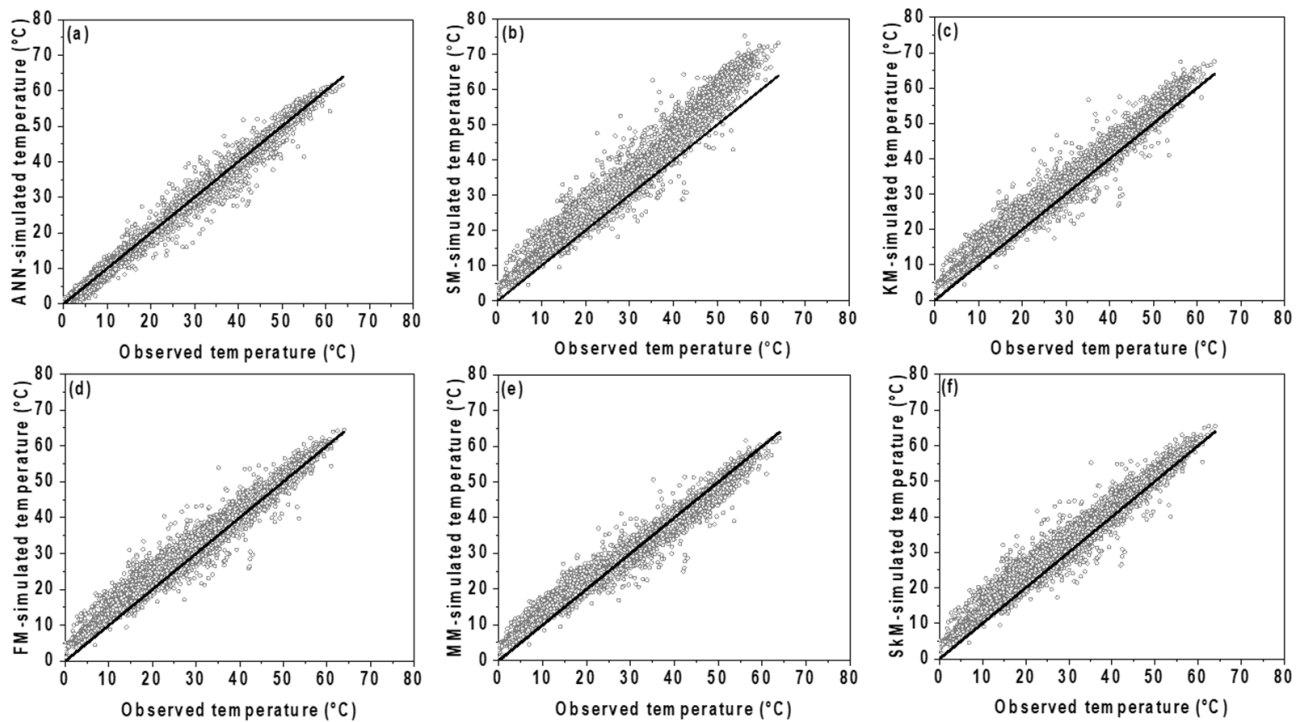 (a)
ANN-simulated temperature (°C)
80
70
60
50
40
30
20
10
0
0 10 20 30 40 50 60 70 80
Observed temperature (°C)
(b)
SM-simulated temperature (°C)
80
70
60
50
40
30
20
10
0
0 10 20 30 40 50 60 70 80
Observed temperature (°C)
(c)
KM-simulated temperature (°C)
80
70
60
50
40
30
20
10
0
0 10 20 30 40 50 60 70 80
Observed temperature (°C)
(d)
FM-simulated temperature (°C)
80
70
60
50
40
30
20
10
0
0 10 20 30 40 50 60 70 80
Observed temperature (°C)
(e)
MM-simulated temperature (°C)
80
70
60
50
40
30
20
10
0
0 10 20 30 40 50 60 70 80
Observed temperature (°C)
(f)
SkM-simulated temperature (°C)
80
70
60
50
40
30
20
10
0
0 10 20 30 40 50 60 70 80
Observed temperature (°C)